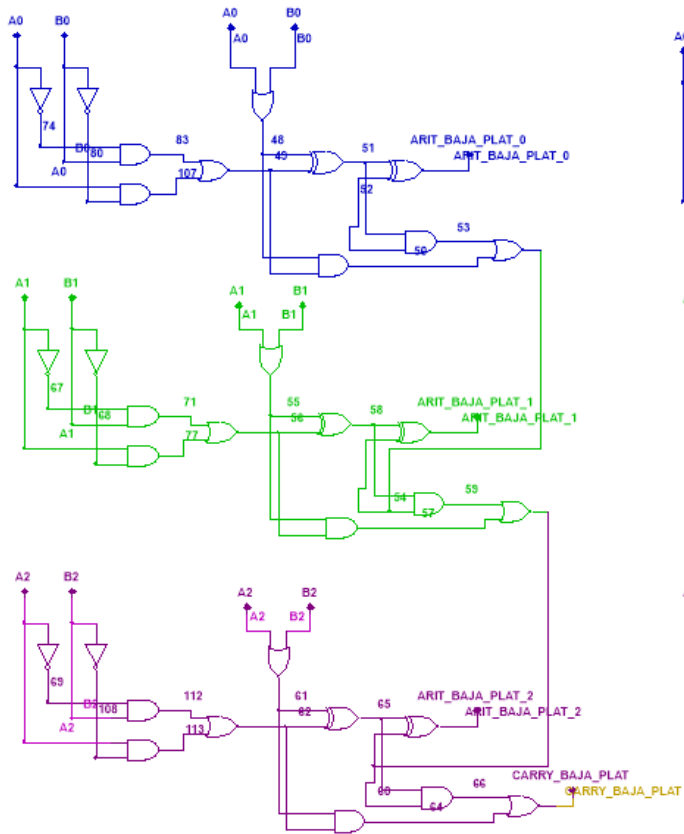 A0 B0 A0 B0
A0 B0
74 83 48 51 ARIT_BAJA_PLAT_0
B0 80 49 ARIT_BAJA_PLAT_0
A0 107 52
53
50
A1 B1 A1 B1
A1 B1
67 71 55 58 ARIT_BAJA_PLAT_1
B1 68 56 ARIT_BAJA_PLAT_1
A1 77
54 59
57
A2 B2 A2 B2
A2 B2
69 112 61 65 ARIT_BAJA_PLAT_2
B2 108 62 ARIT_BAJA_PLAT_2
A2 113
66 CARRY_BAJA_PLAT
64 CARRY_BAJA_PLAT